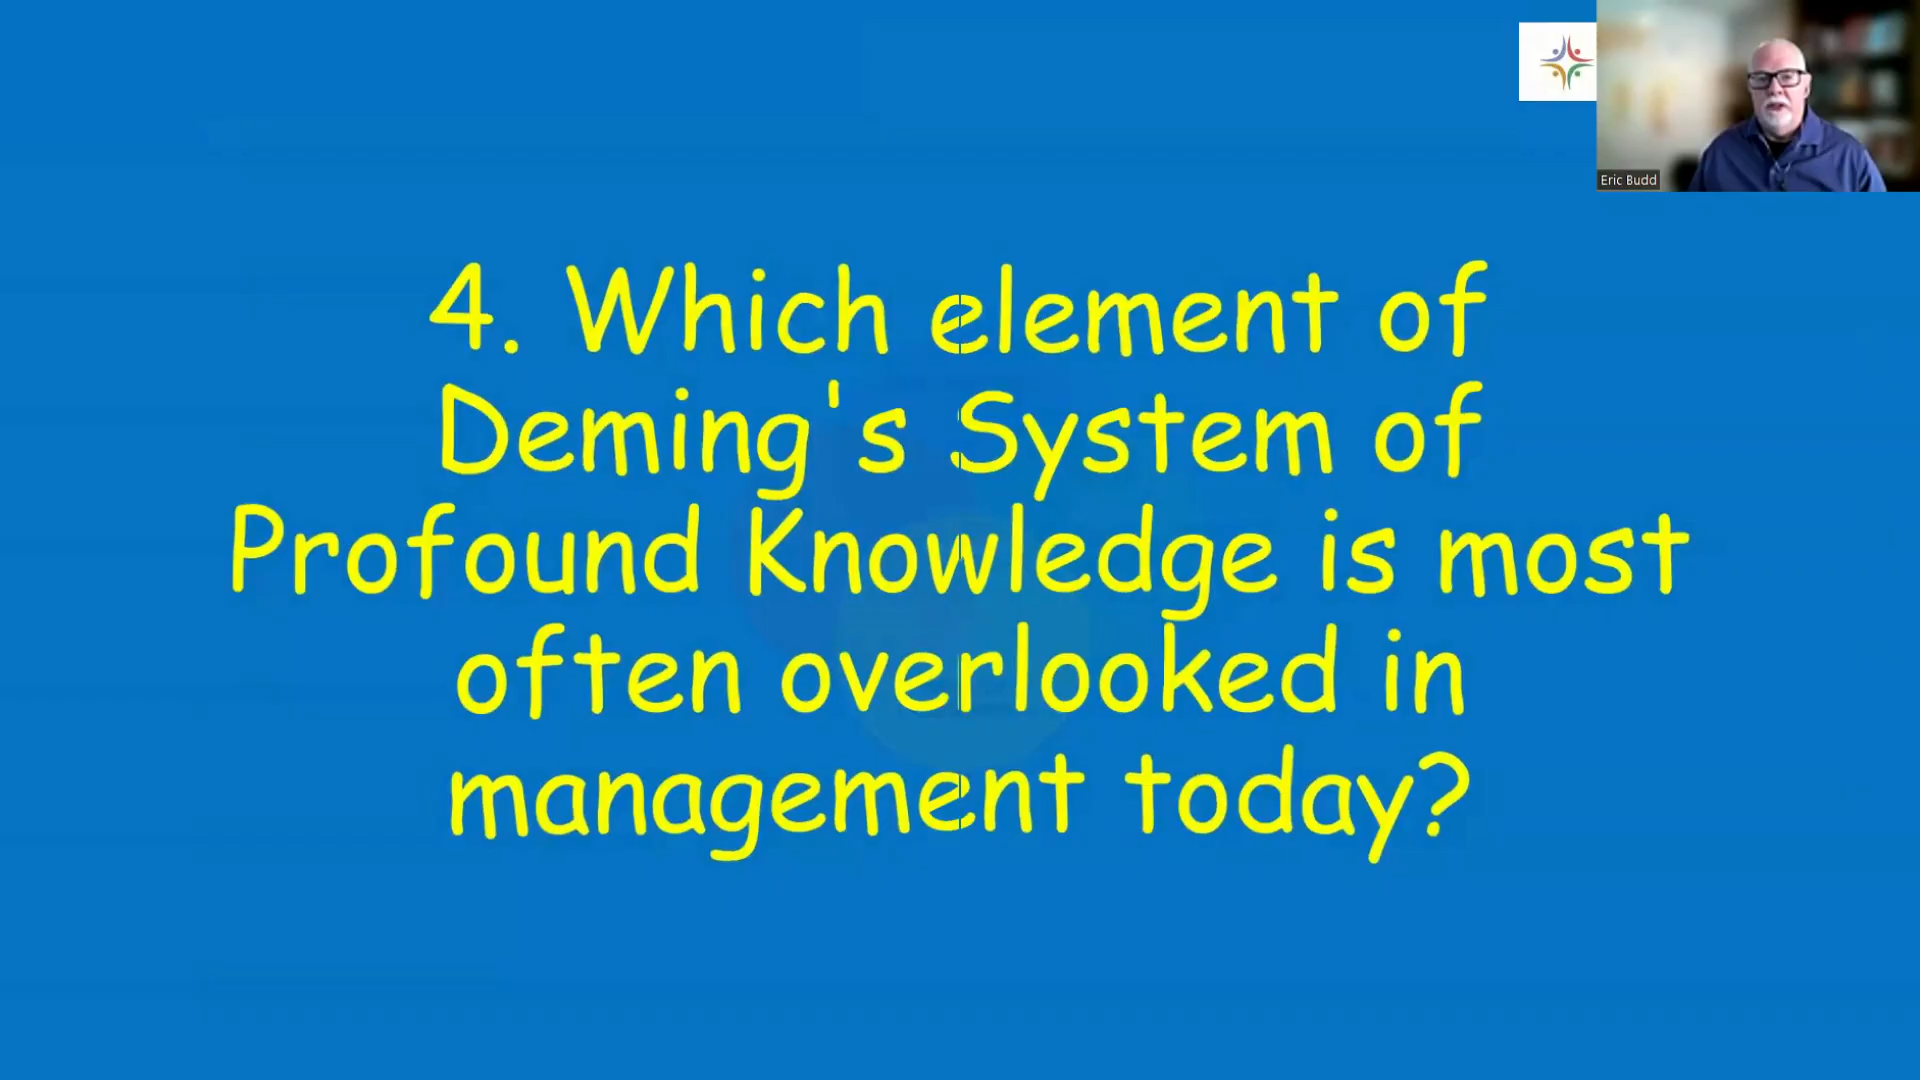 Eric Budd
4. Which element of
Deming's System of
Profound Knowledge is most
often overlooked in
management today?